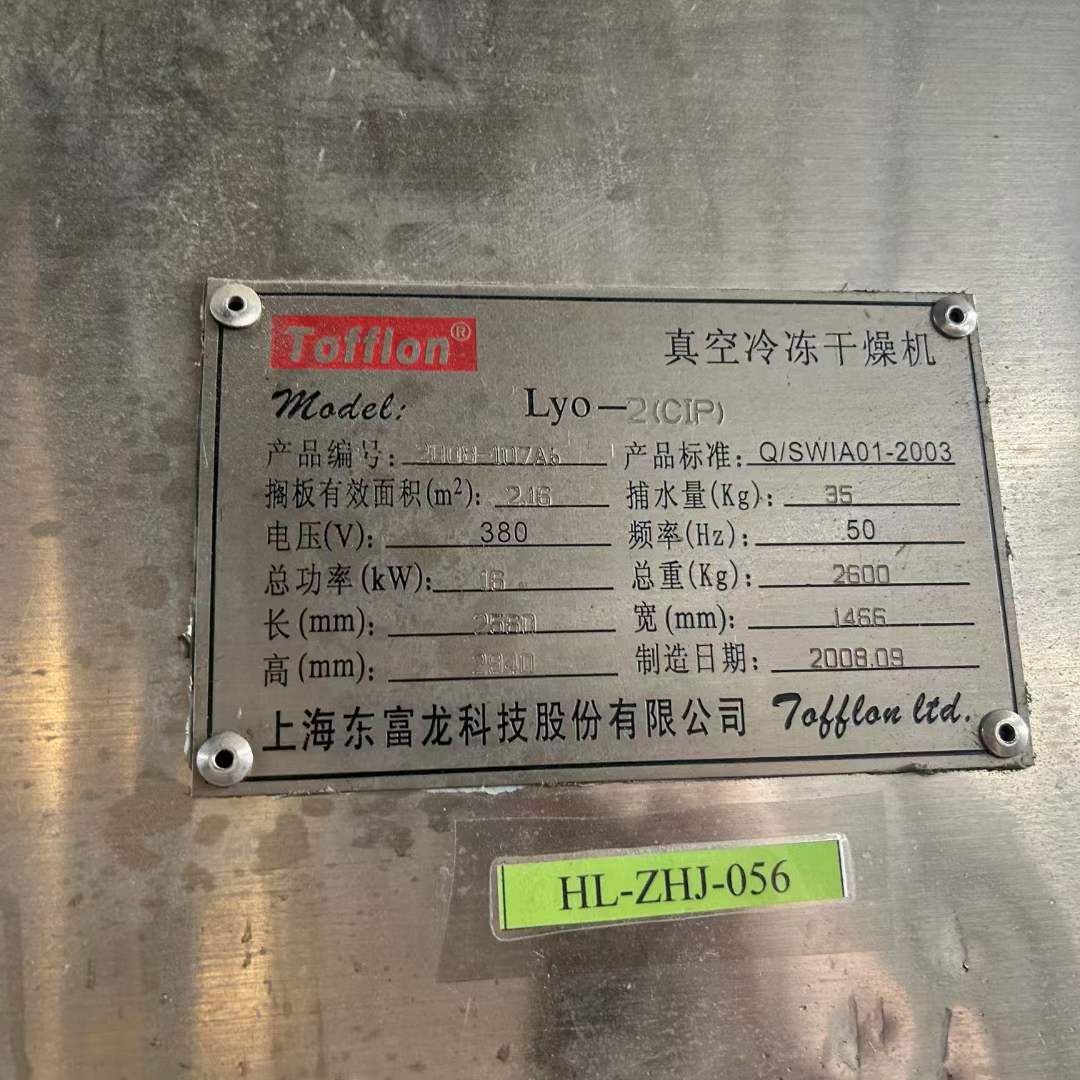 Tofflon® 真空冷冻干燥机
Model: Lyo-2(CIP)
产品编号: 产品标准: Q/SWIA01-2003
搁板有效面积(m²): 2.16 捕水量(Kg): 35
电压(V): 380 频率(Hz): 50
总功率(kW): 16 总重(Kg): 2600
长(mm): 宽(mm): 1466
高(mm): 制造日期: 2008.09
上海东富龙科技股份有限公司 Tofflon ltd.
HL-ZHJ-056